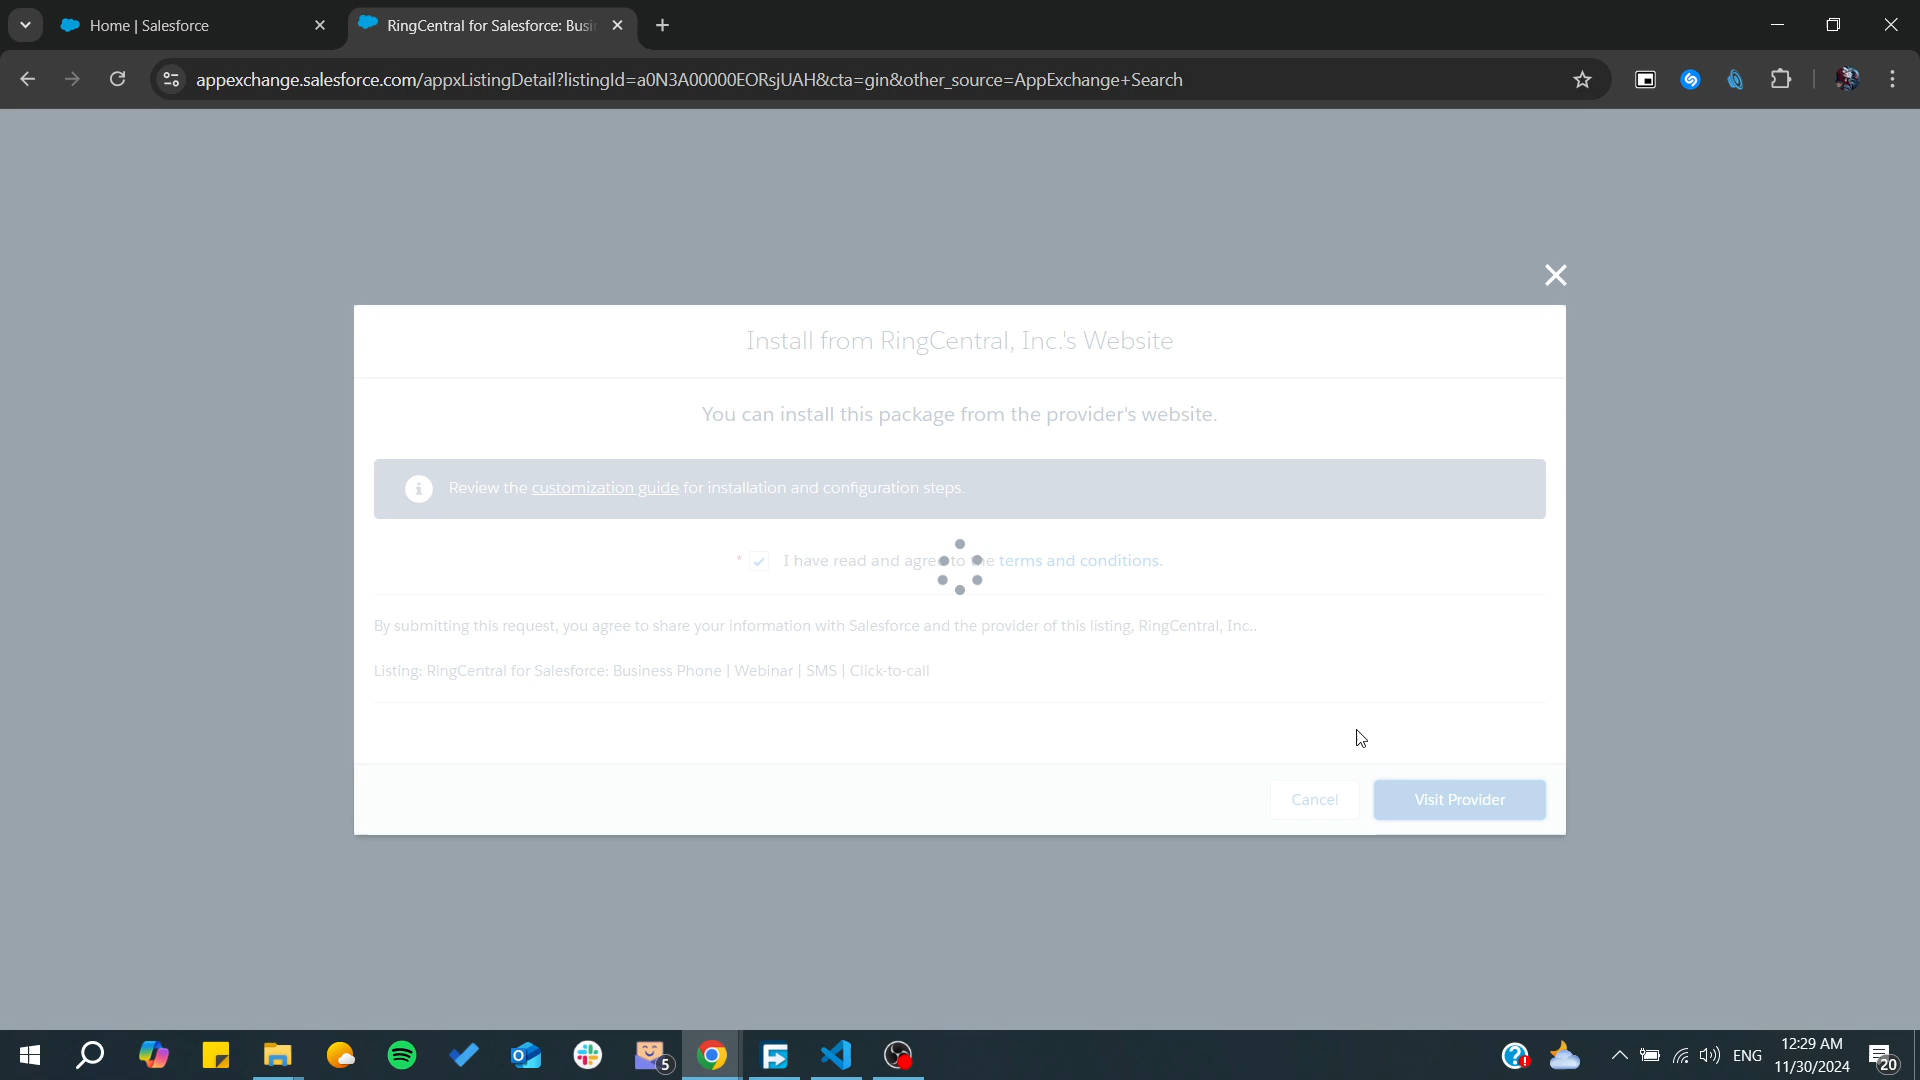 Home | Salesforce
RingCentral for Salesforce: Busi
appexchange.salesforce.com/appxListingDetail?listingId=a0N3A00000EORsjUAH&cta=gin&other_source=AppExchange+Search
Install from RingCentral, Inc.'s Website
You can install this package from the provider's website.
Review the customization guide for installation and configuration steps.
* I have read and agree to the terms and conditions.
By submitting this request, you agree to share your information with Salesforce and the provider of this listing, RingCentral, Inc..
Listing: RingCentral for Salesforce: Business Phone | Webinar | SMS | Click-to-call
Cancel
Visit Provider
5
ENG
12:29 AM
11/30/2024
20